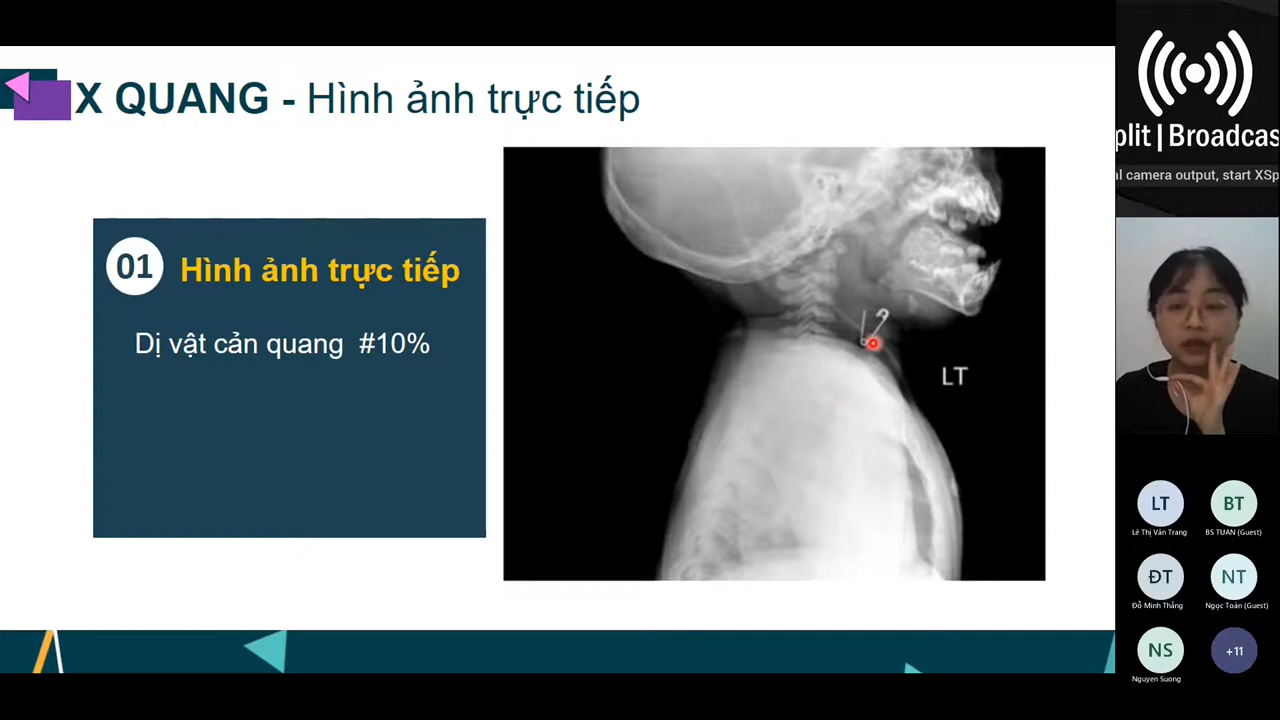 X QUANG - Hình ảnh trực tiếp
01
Hình ảnh trực tiếp
Dị vật cản quang #10%
LT
plit | Broadcas
al camera output, start XSp
LT
BT
Lê Thị Vân Trang
BS TUAN (Guest)
ĐT
NT
Đỗ Minh Thắng
Ngọc Toàn (Guest)
NS
+11
Nguyen Suong